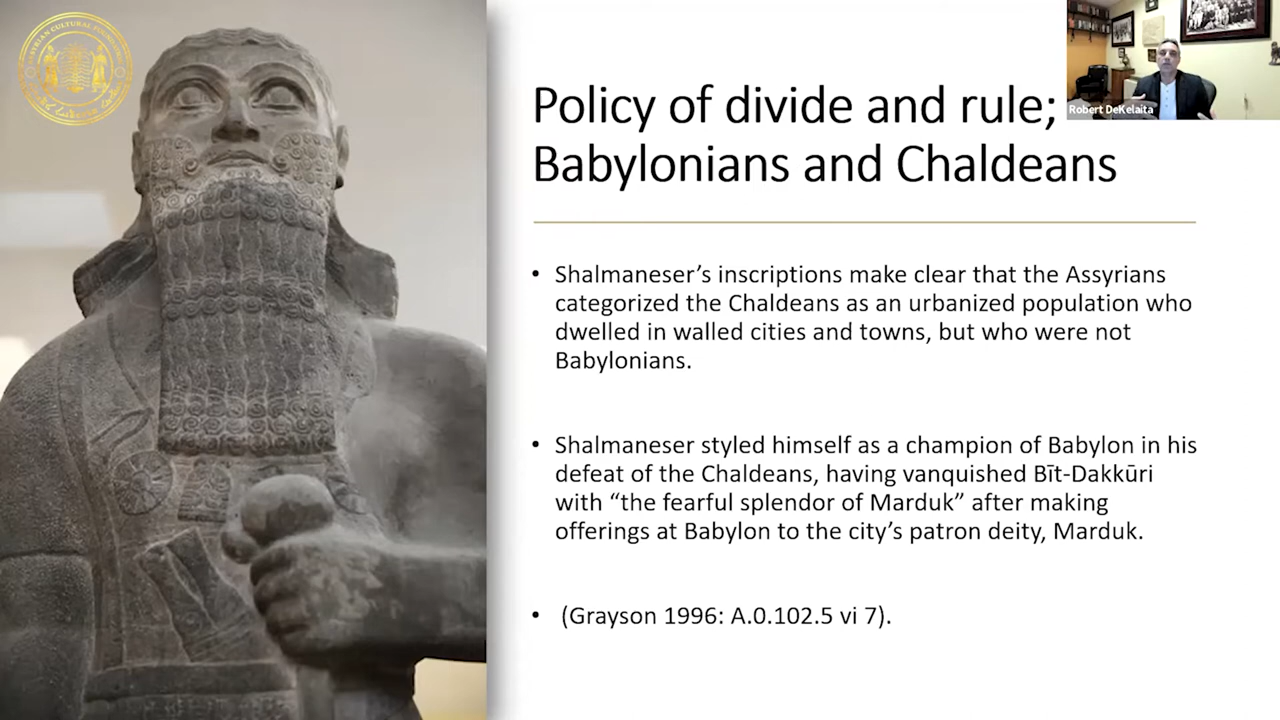 ASSYRIAN CULTURAL FOUNDATION
Policy of divide and rule;
Babylonians and Chaldeans
Robert DeKelaita
• Shalmaneser’s inscriptions make clear that the Assyrians
categorized the Chaldeans as an urbanized population who
dwelled in walled cities and towns, but who were not
Babylonians.
• Shalmaneser styled himself as a champion of Babylon in his
defeat of the Chaldeans, having vanquished Bīt-Dakkūri
with “the fearful splendor of Marduk” after making
offerings at Babylon to the city’s patron deity, Marduk.
• (Grayson 1996: A.0.102.5 vi 7).